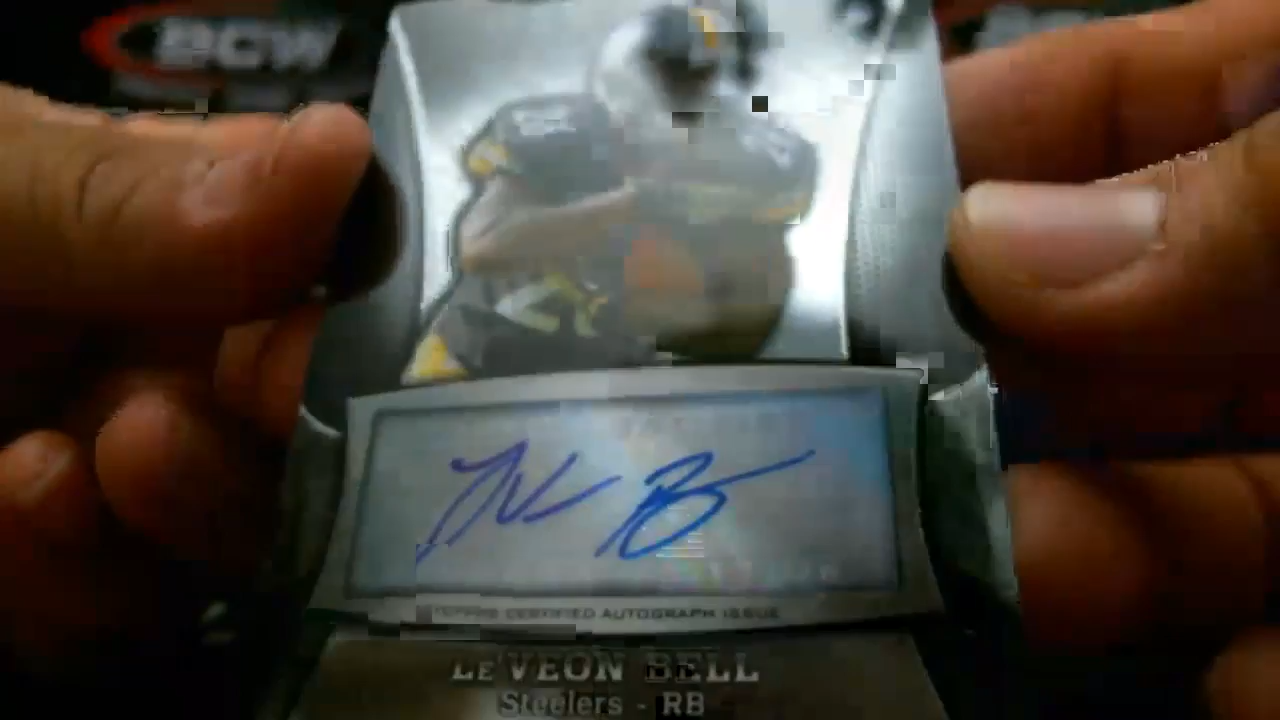 BCW
TOPPS CERTIFIED AUTOGRAPH ISSUE
LE'VEON BELL
Steelers - RB